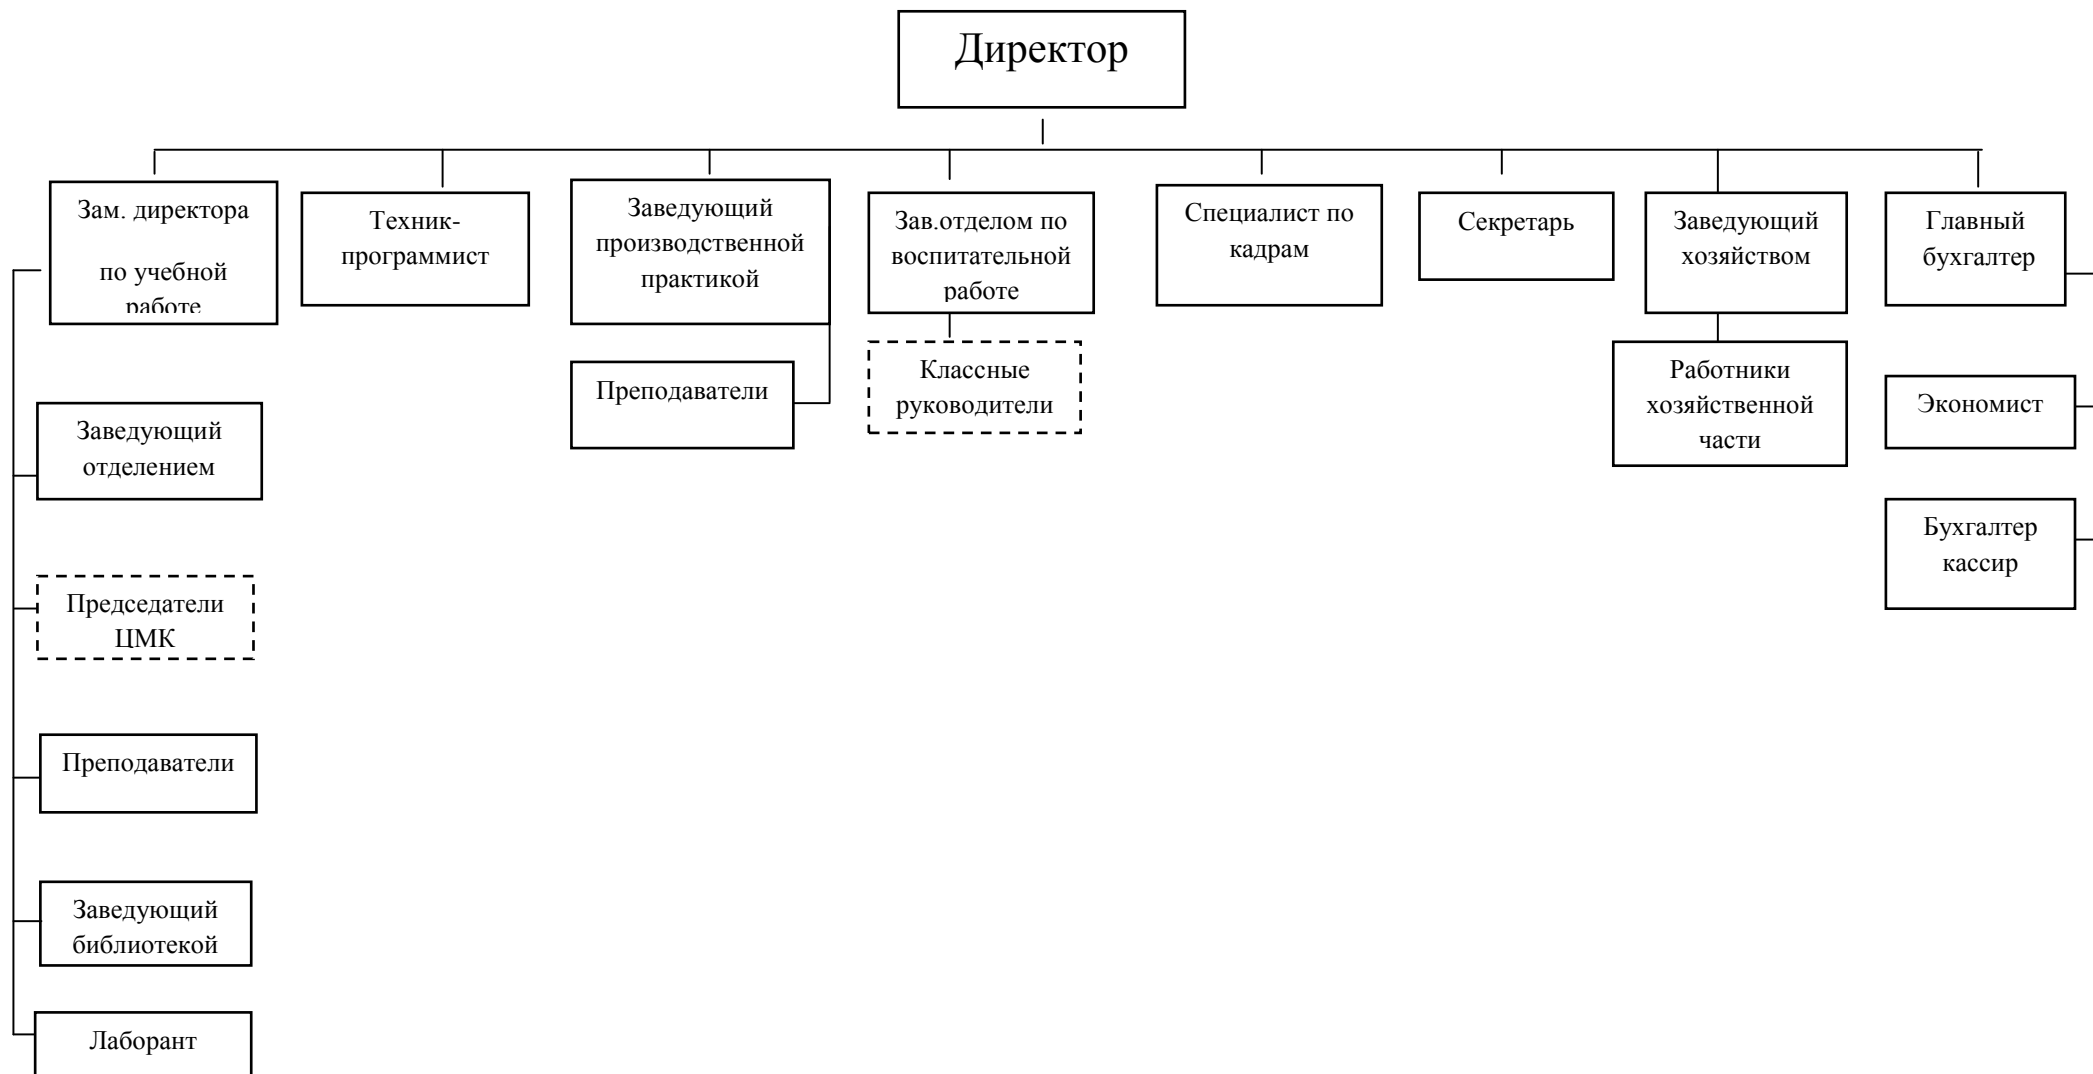 Директор
Зам. директора
по учебной
работе
Техник-
программист
Заведующий
производственной
практикой
Зав.отделом по
воспитательной
работе
Специалист по
кадрам
Секретарь
Заведующий
хозяйством
Главный
бухгалтер
Преподаватели
Классные
руководители
Работники
хозяйственной
части
Экономист
Заведующий
отделением
Бухгалтер
кассир
Председатели
ЦМК
Преподаватели
Заведующий
библиотекой
Лаборант